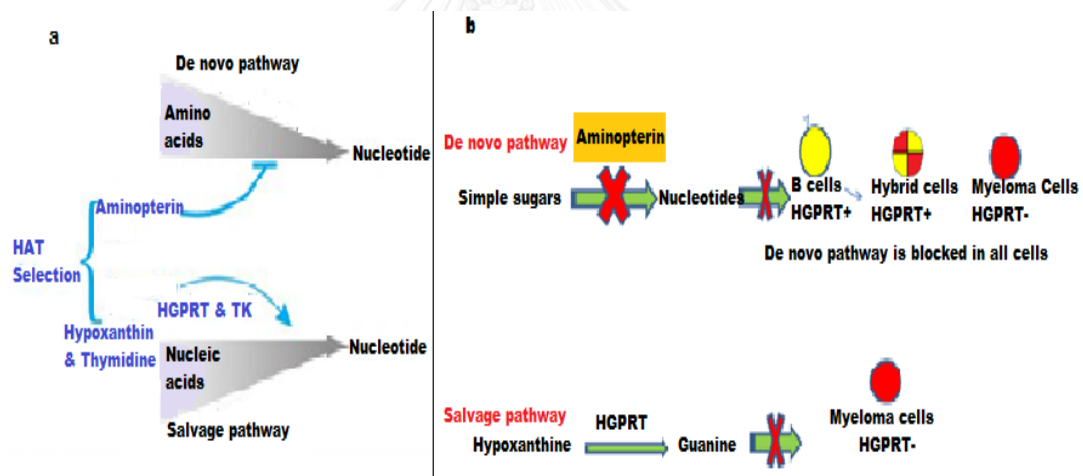 a
De novo pathway
Amino
acids
Nucleotide
Aminopterin
HAT
Selection
HGPRT & TK
Hypoxanthin
& Thymidine
Nucleic
acids
Nucleotide
Salvage pathway
b
De novo pathway
Aminopterin
Simple sugars
Nucleotides
B cells
HGPRT+
Hybrid cells
HGPRT+
Myeloma Cells
HGPRT-
De novo pathway is blocked in all cells
Salvage pathway
HGPRT
Hypoxanthine
Guanine
Myeloma cells
HGPRT-